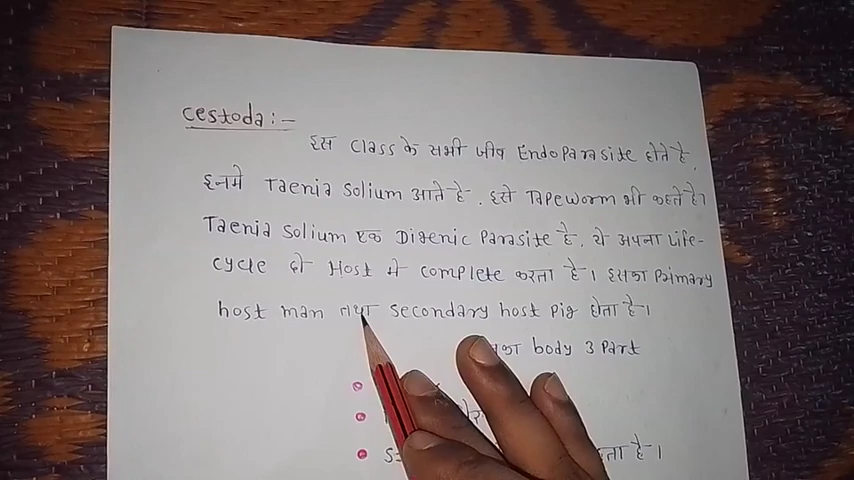 Cestoda :-
इस Class के सभी जीव EndoParasite होते है,
इनमे Taenia Solium आते है. इसे Tapeworm भी कहते है।
Taenia Solium एक Digenic Parasite है, ये अपना Life-
cycle दो Host मे complete करता है। इसका Primary
host man तथा secondary host pig होता है।
body 3 Part
है।